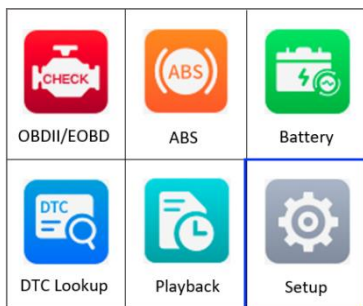 CHECK
ABS
OBDII/EOBD
ABS
Battery
DTC
DTC Lookup
Playback
Setup